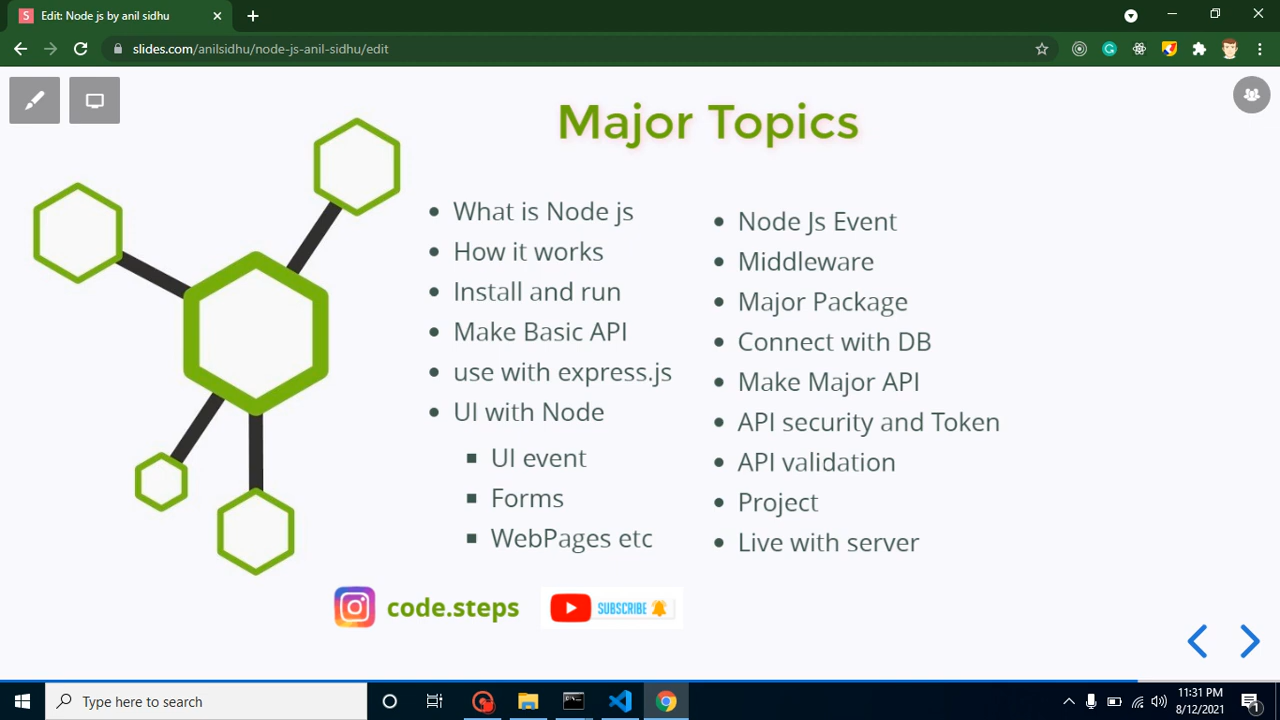 Edit: Node js by anil sidhu
slides.com/anilsidhu/node-js-anil-sidhu/edit
Major Topics
What is Node js
How it works
Install and run
Make Basic API
use with express.js
UI with Node
UI event
Forms
WebPages etc
Node Js Event
Middleware
Major Package
Connect with DB
Make Major API
API security and Token
API validation
Project
Live with server
code.steps
SUBSCRIBE
Type here to search
11:31 PM
8/12/2021
1